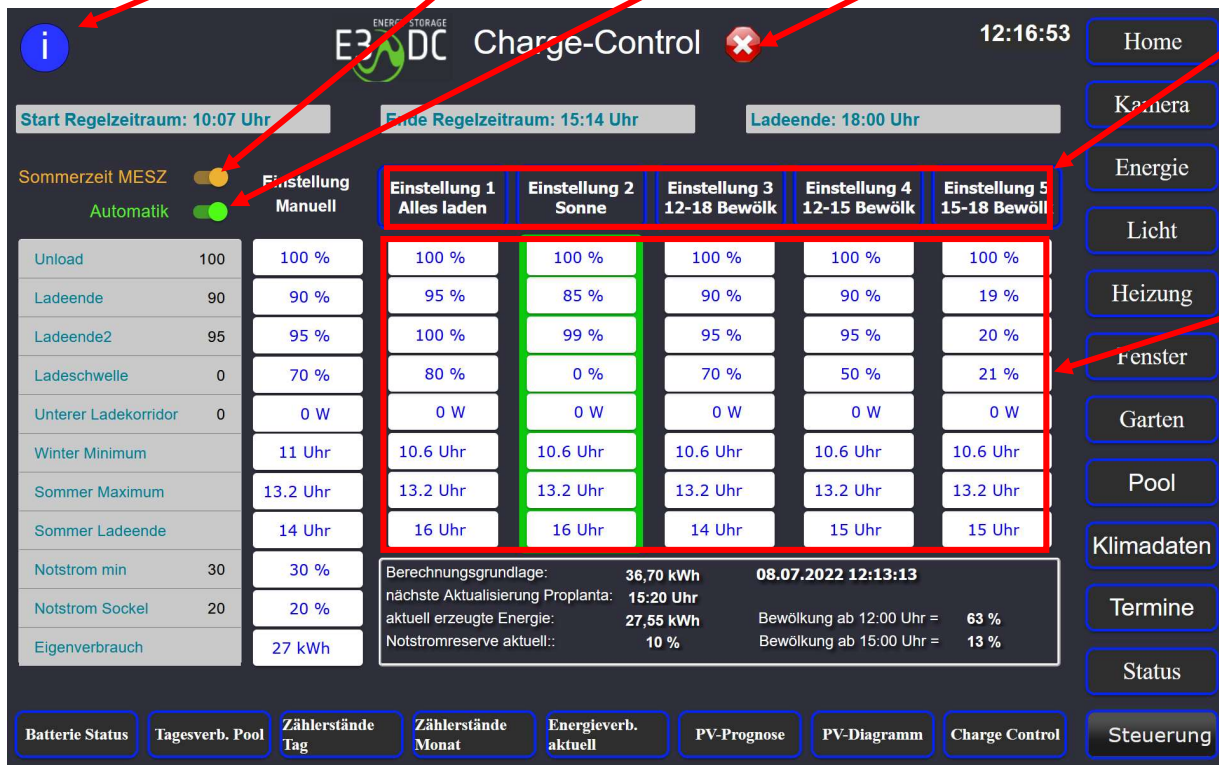 i
ENERGY STORAGE
E3 DC
Charge-Control
12:16:53
Home
Kamera
Energie
Licht
Heizung
Fenster
Garten
Pool
Klimadaten
Termine
Status
Steuerung
Start Regelzeitraum: 10:07 Uhr
Ende Regelzeitraum: 15:14 Uhr
Ladeende: 18:00 Uhr
Sommerzeit MESZ
Automatik
Einstellung
Manuell
Einstellung 1
Alles laden
Einstellung 2
Sonne
Einstellung 3
12-18 Bewölk
Einstellung 4
12-15 Bewölk
Einstellung 5
15-18 Bewölk
Unload 100 100 % 100 % 100 % 100 % 100 % 100 %
Ladeende 90 90 % 95 % 85 % 90 % 90 % 19 %
Ladeende2 95 95 % 100 % 99 % 95 % 95 % 20 %
Ladeschwelle 0 70 % 80 % 0 % 70 % 50 % 21 %
Unterer Ladekorridor 0 0 W 0 W 0 W 0 W 0 W 0 W
Winter Minimum 11 Uhr 10.6 Uhr 10.6 Uhr 10.6 Uhr 10.6 Uhr 10.6 Uhr
Sommer Maximum 13.2 Uhr 13.2 Uhr 13.2 Uhr 13.2 Uhr 13.2 Uhr 13.2 Uhr
Sommer Ladeende 14 Uhr 16 Uhr 16 Uhr 14 Uhr 15 Uhr 15 Uhr
Notstrom min 30 30 %
Notstrom Sockel 20 20 %
Eigenverbrauch 27 kWh
Berechnungsgrundlage: 36,70 kWh 08.07.2022 12:13:13
nächste Aktualisierung Proplanta: 15:20 Uhr
aktuell erzeugte Energie: 27,55 kWh Bewölkung ab 12:00 Uhr = 63 %
Notstromreserve aktuell:: 10 % Bewölkung ab 15:00 Uhr = 13 %
Batterie Status
Tagesverb. Pool
Zählerstände
Tag
Zählerstände
Monat
Energieverb.
aktuell
PV-Prognose
PV-Diagramm
Charge Control